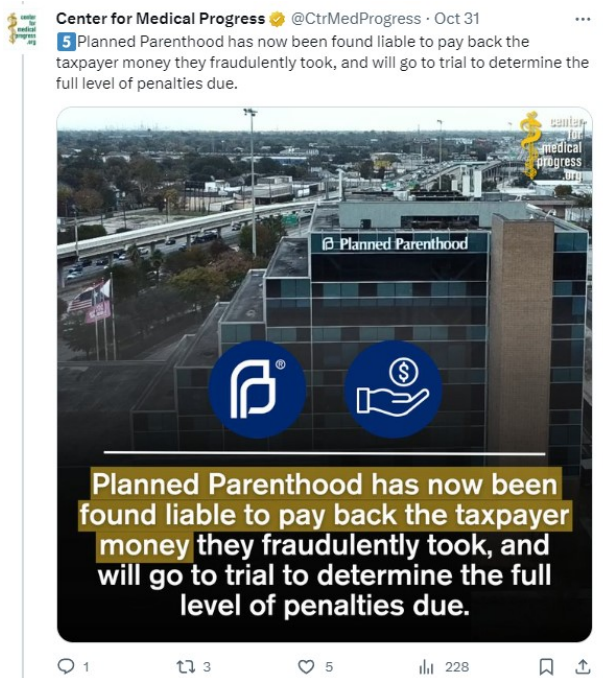 Center for Medical Progress @CtrMedProgress · Oct 31
5 Planned Parenthood has now been found liable to pay back the
taxpayer money they fraudulently took, and will go to trial to determine the
full level of penalties due.
center
for
medical
progress
.org
Planned Parenthood
Planned Parenthood has now been
found liable to pay back the taxpayer
money they fraudulently took, and
will go to trial to determine the full
level of penalties due.
1 3 5 228